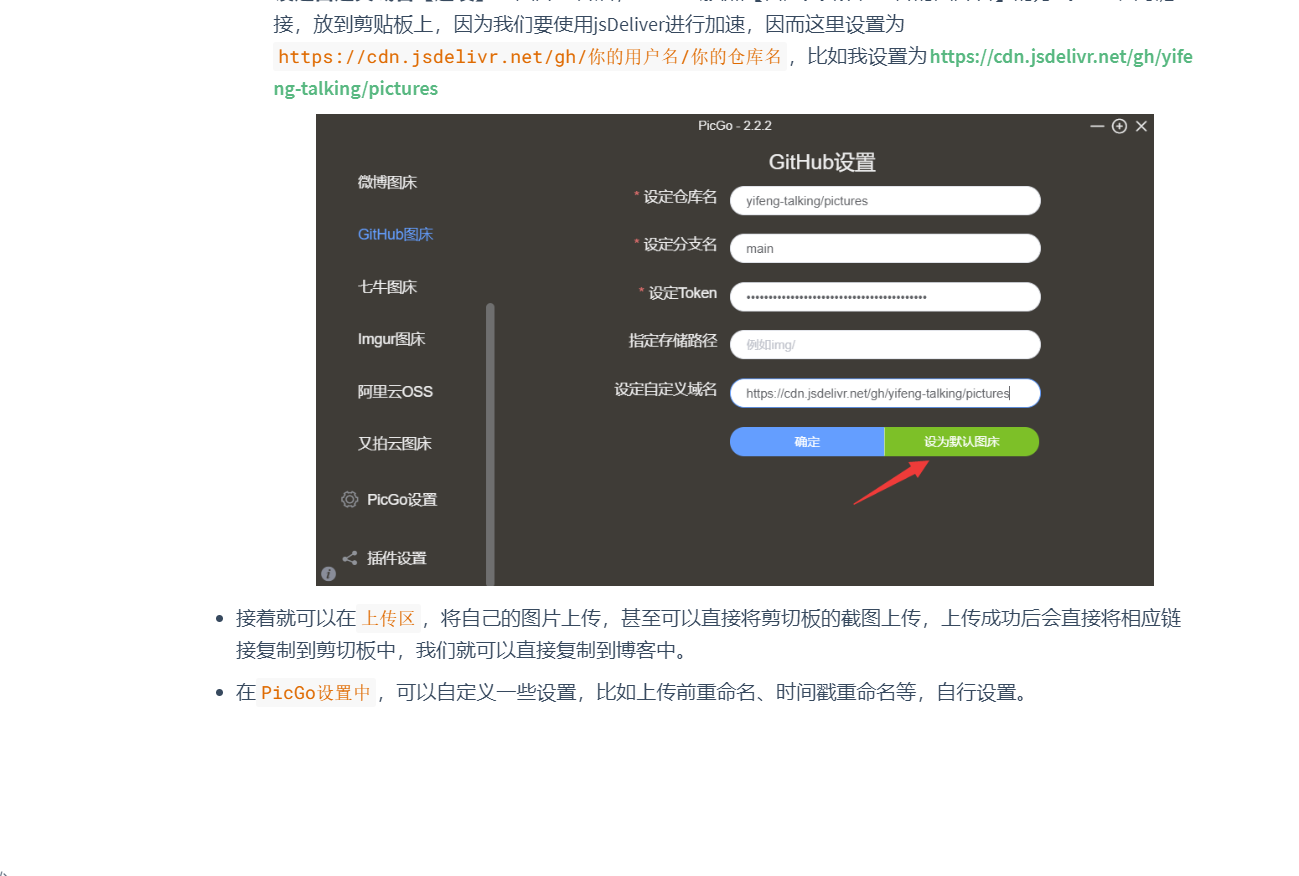 接，放到剪贴板上，因为我们要使用jsDeliver进行加速，因而这里设置为
https://cdn.jsdelivr.net/gh/你的用户名/你的仓库名，比如我设置为https://cdn.jsdelivr.net/gh/yife
ng-talking/pictures
PicGo - 2.2.2
GitHub设置
微博图床
GitHub图床
七牛图床
Imgur图床
阿里云OSS
又拍云图床
PicGo设置
插件设置
* 设定仓库名 yifeng-talking/pictures
* 设定分支名 main
* 设定Token ••••••••••••••••••••••••••••••••••••••••
指定存储路径 例如img/
设定自定义域名 https://cdn.jsdelivr.net/gh/yifeng-talking/pictures
确定 设为默认图床
• 接着就可以在上传区，将自己的图片上传，甚至可以直接将剪切板的截图上传，上传成功后会直接将相应链
接复制到剪切板中，我们就可以直接复制到博客中。
• 在PicGo设置中，可以自定义一些设置，比如上传前重命名、时间戳重命名等，自行设置。